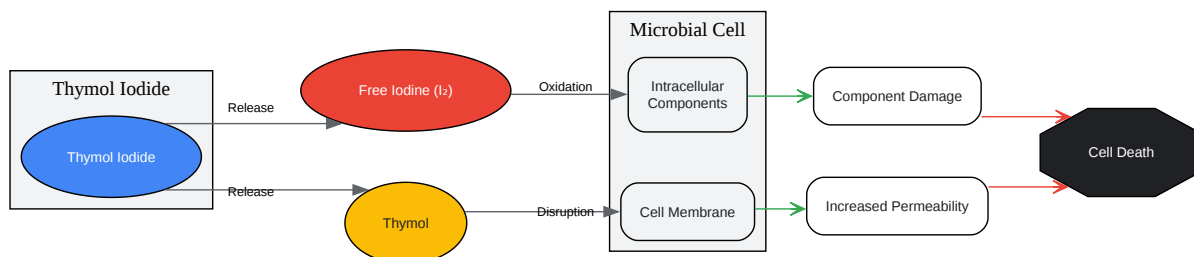 Thymol Iodide
Thymol Iodide
Release
Release
Free Iodine (I₂)
Thymol
Oxidation
Disruption
Microbial Cell
Intracellular
Components
Cell Membrane
Component Damage
Increased Permeability
Cell Death